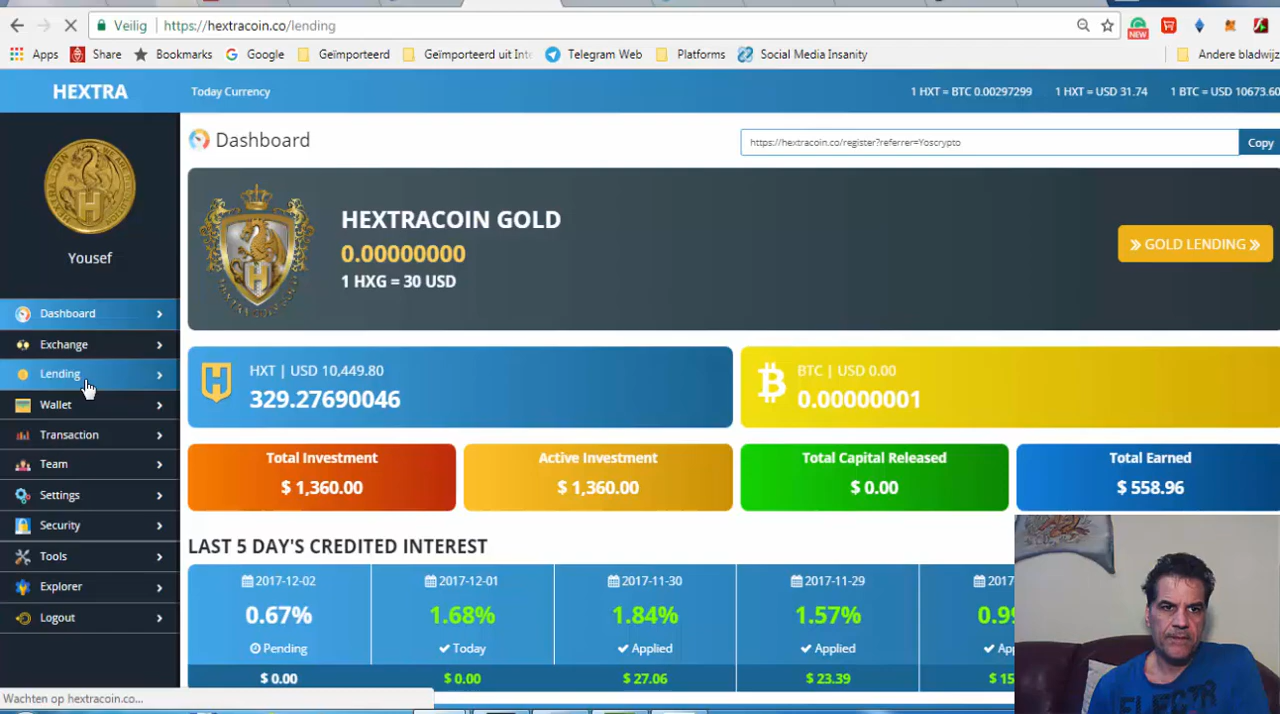 Veilig https://hextracoin.co/lending
NEW
Apps Share Bookmarks Google Geïmporteerd Geïmporteerd uit Inte Telegram Web Platforms Social Media Insanity Andere bladwijz
HEXTRA Today Currency 1 HXT = BTC 0.00297299 1 HXT = USD 31.74 1 BTC = USD 10673.60
Dashboard https://hextracoin.co/register?referrer=Yoscrypto Copy
HEXTRACOIN GOLD
0.00000000
1 HXG = 30 USD
GOLD LENDING
Yousef
Dashboard
Exchange
Lending
Wallet
Transaction
Team
Settings
Security
Tools
Explorer
Logout
HXT | USD 10,449.80
329.27690046
BTC | USD 0.00
0.00000001
Total Investment
$ 1,360.00
Active Investment
$ 1,360.00
Total Capital Released
$ 0.00
Total Earned
$ 558.96
LAST 5 DAY'S CREDITED INTEREST
2017-12-02 2017-12-01 2017-11-30 2017-11-29 2017
0.67% 1.68% 1.84% 1.57% 0.9
Pending Today Applied Applied Ap
$ 0.00 $ 0.00 $ 27.06 $ 23.39 $ 15
Wachten op hextracoin.co...